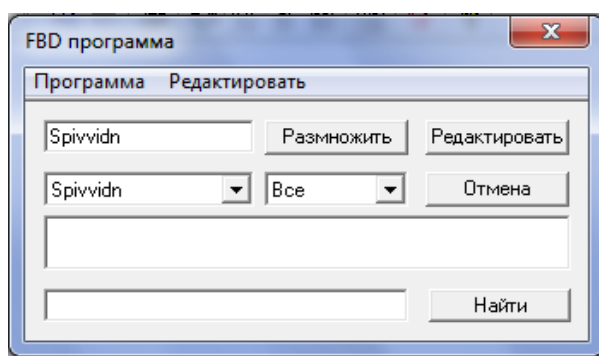 FBD программа
Программа Редактировать
Spivvidn Размножить Редактировать
Spivvidn Все Отмена
Найти